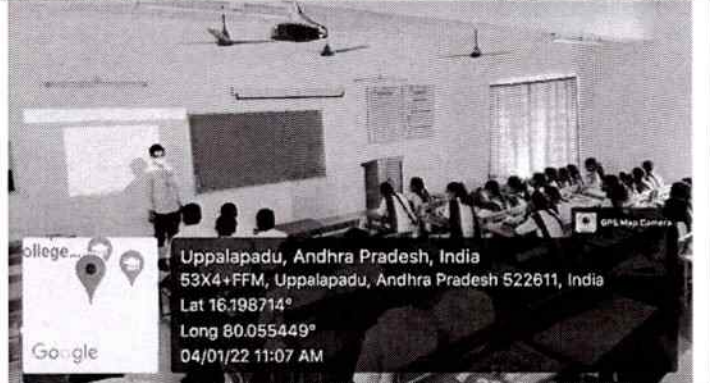 GPS Map Camera
ollege...
Google
Uppalapadu, Andhra Pradesh, India
53X4+FFM, Uppalapadu, Andhra Pradesh 522611, India
Lat 16.198714°
Long 80.055449°
04/01/22 11:07 AM